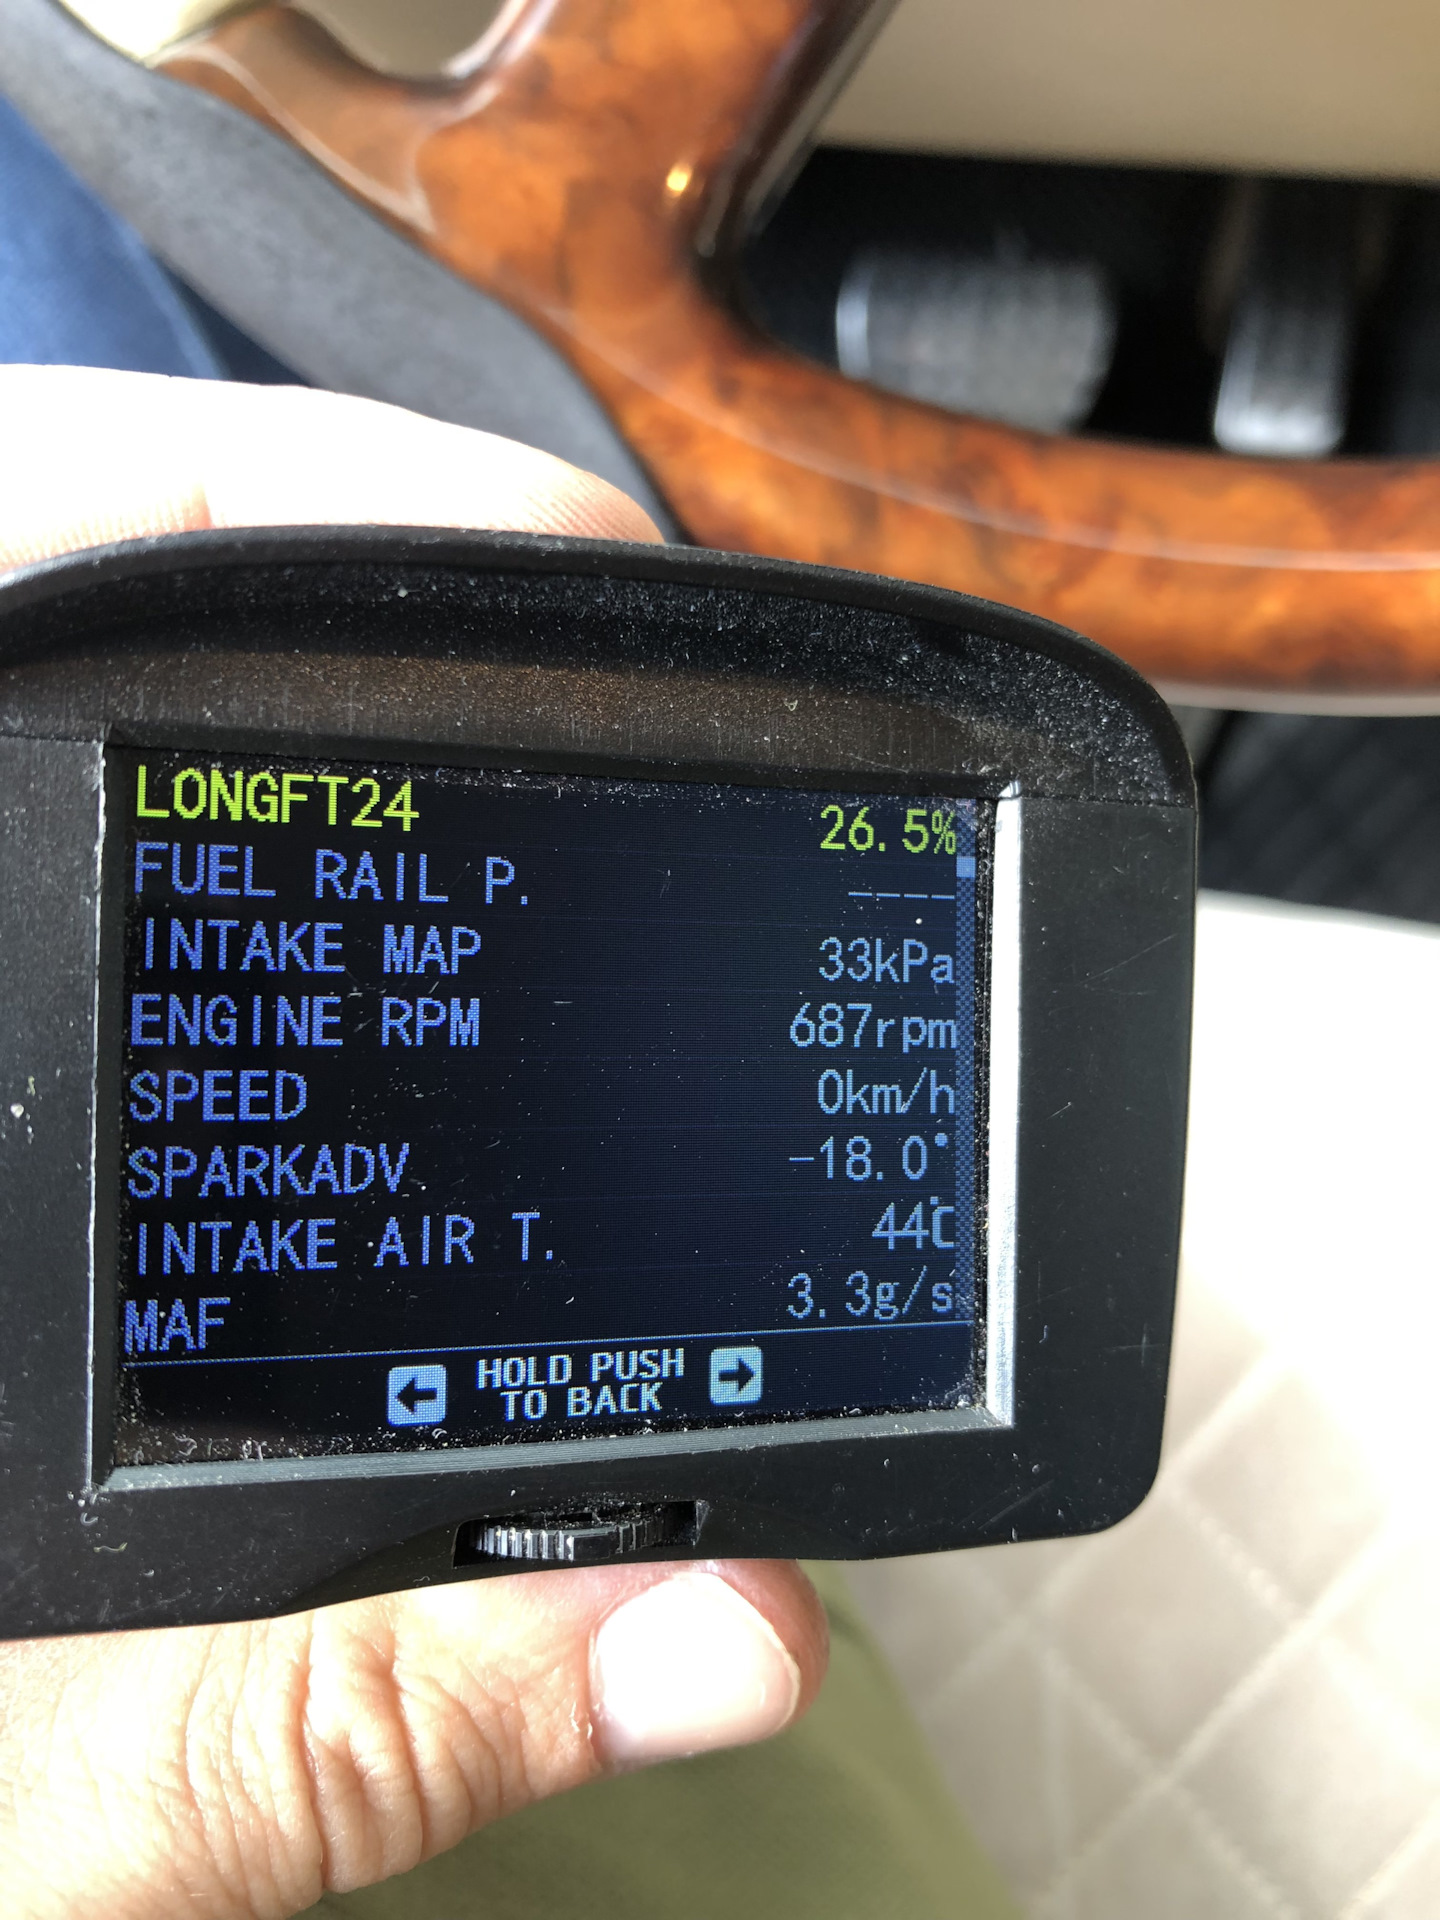 LONGFT24 26.5%
FUEL RAIL P. ----
INTAKE MAP 33kPa
ENGINE RPM 687rpm
SPEED 0km/h
SPARKADV -18.0°
INTAKE AIR T. 44℃
MAF 3.3g/s
← HOLD PUSH →
TO BACK